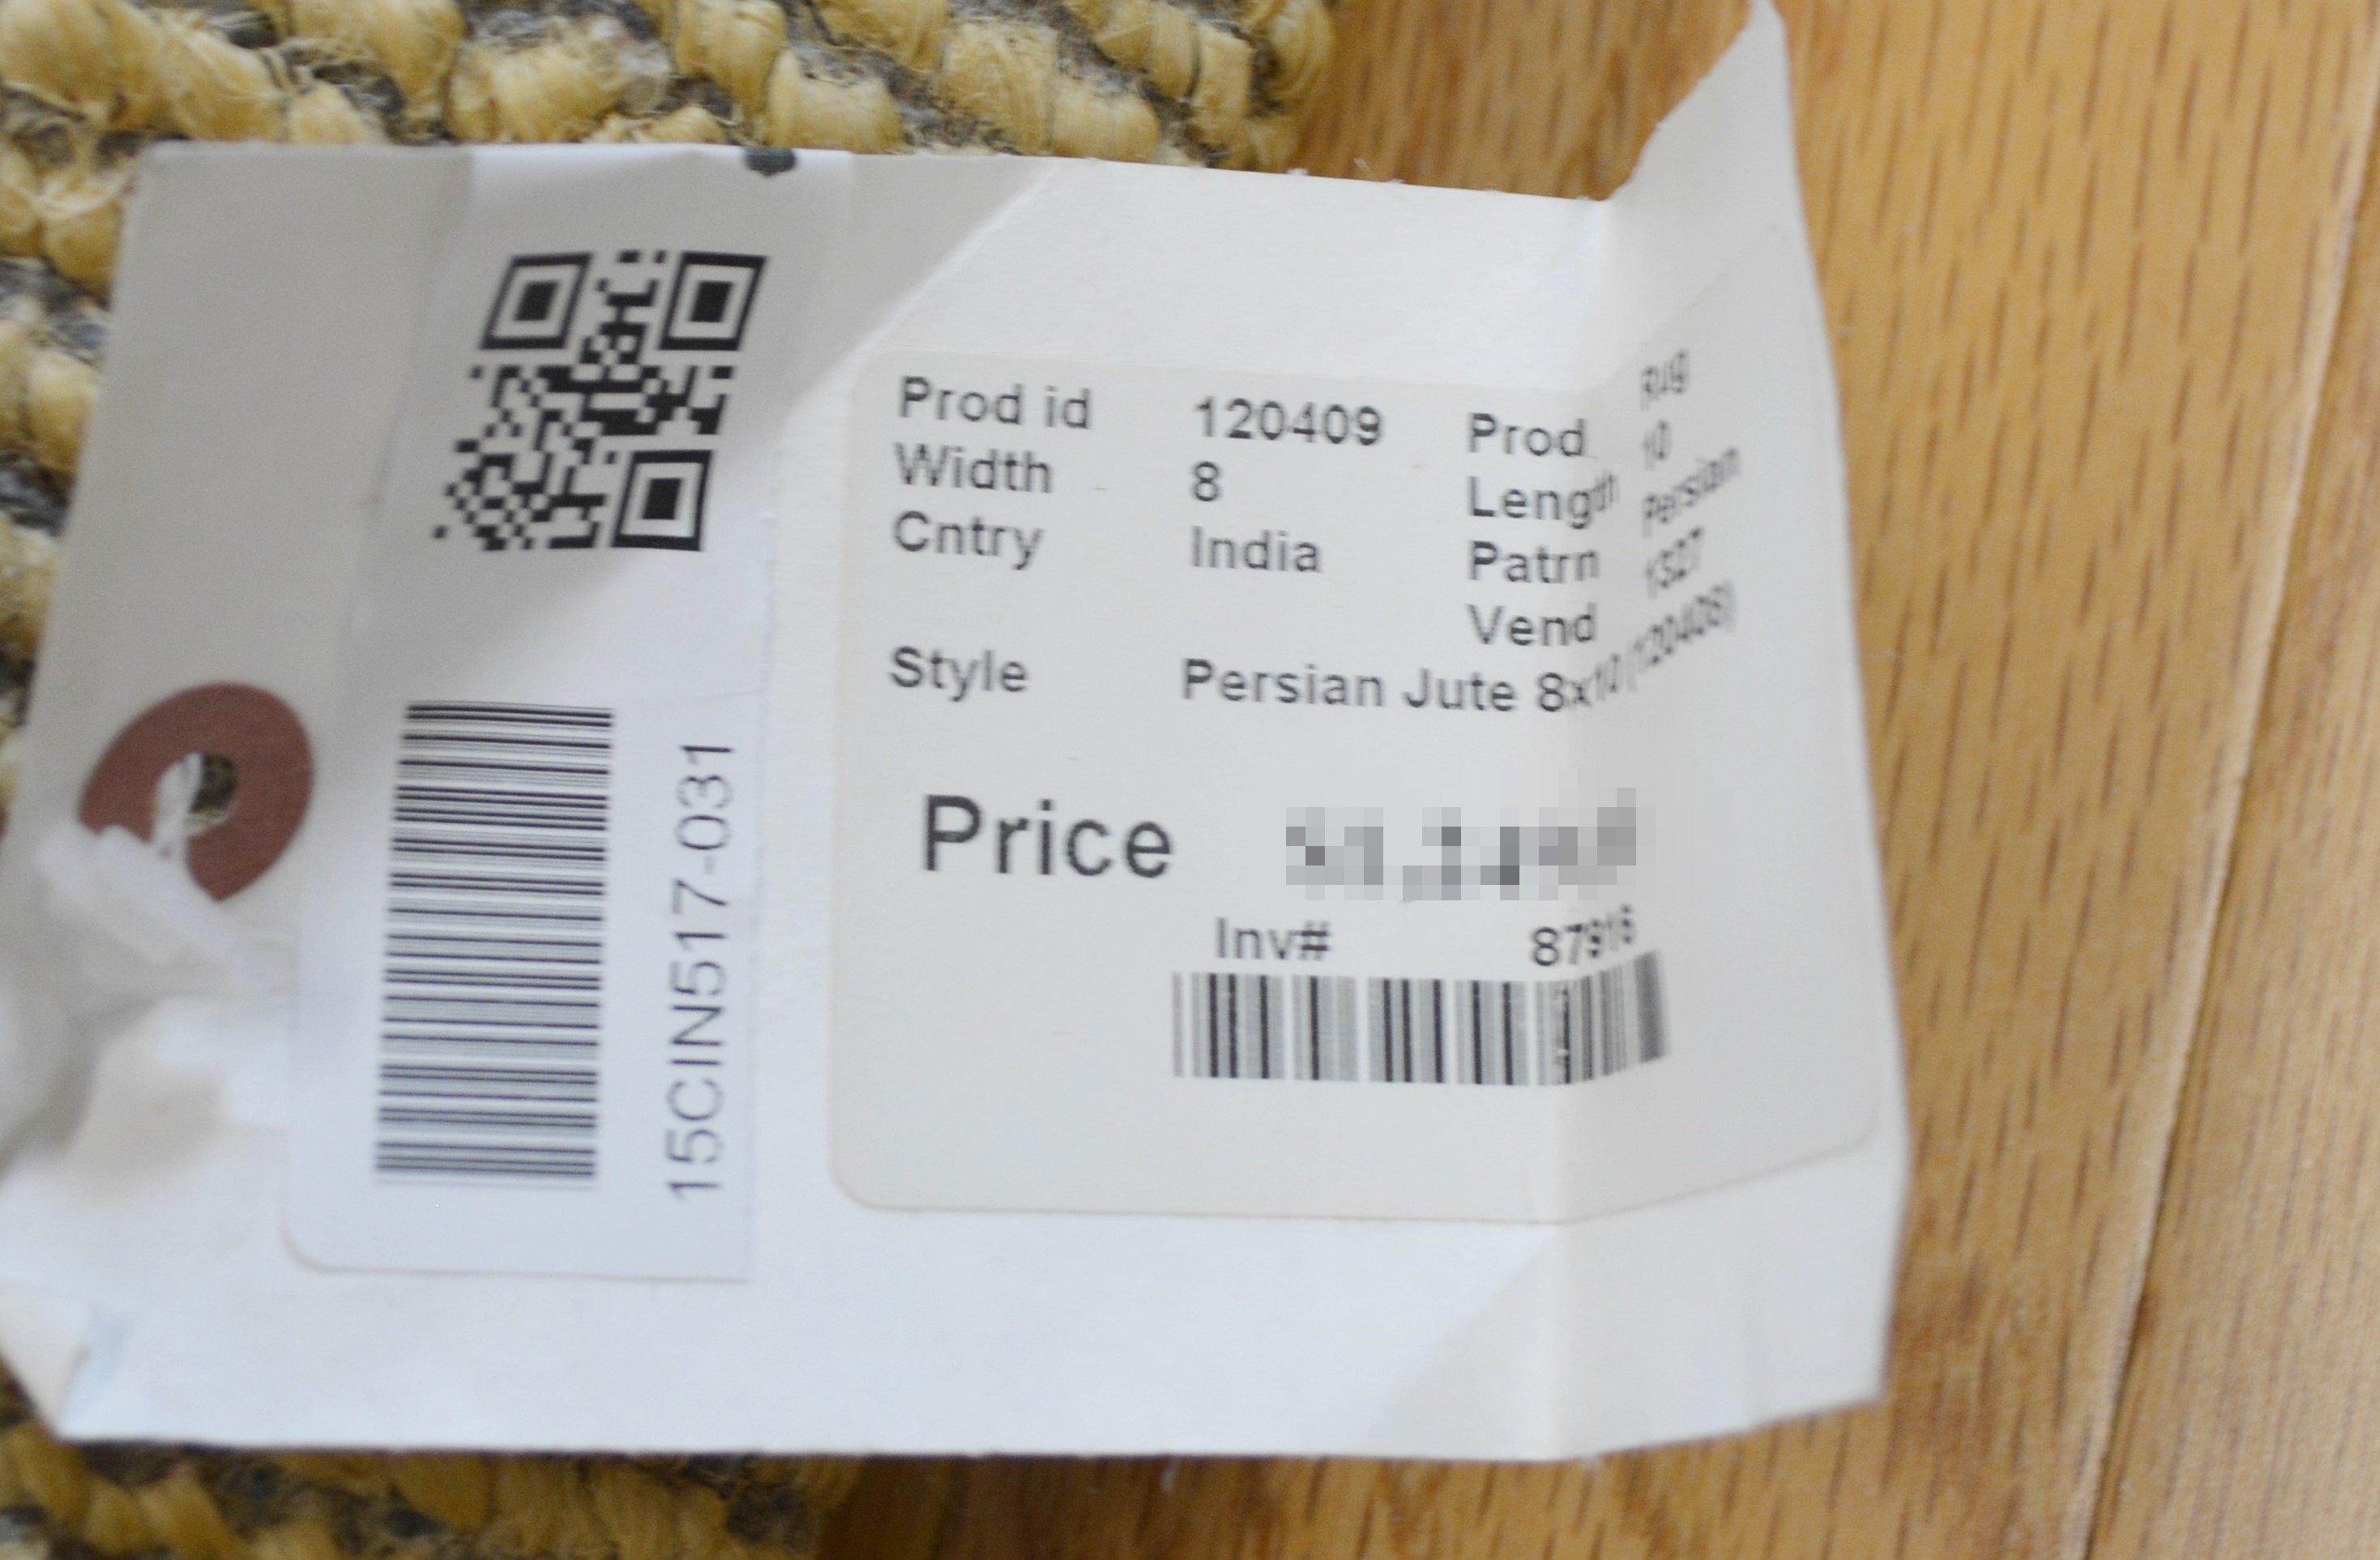 15CIN517-031
Prod id 120409 Prod Rug
Width 8 Length 10
Cntry India Patrn Persian
Vend 1327
Style Persian Jute 8x10 (120408)
Price
Inv# 87916